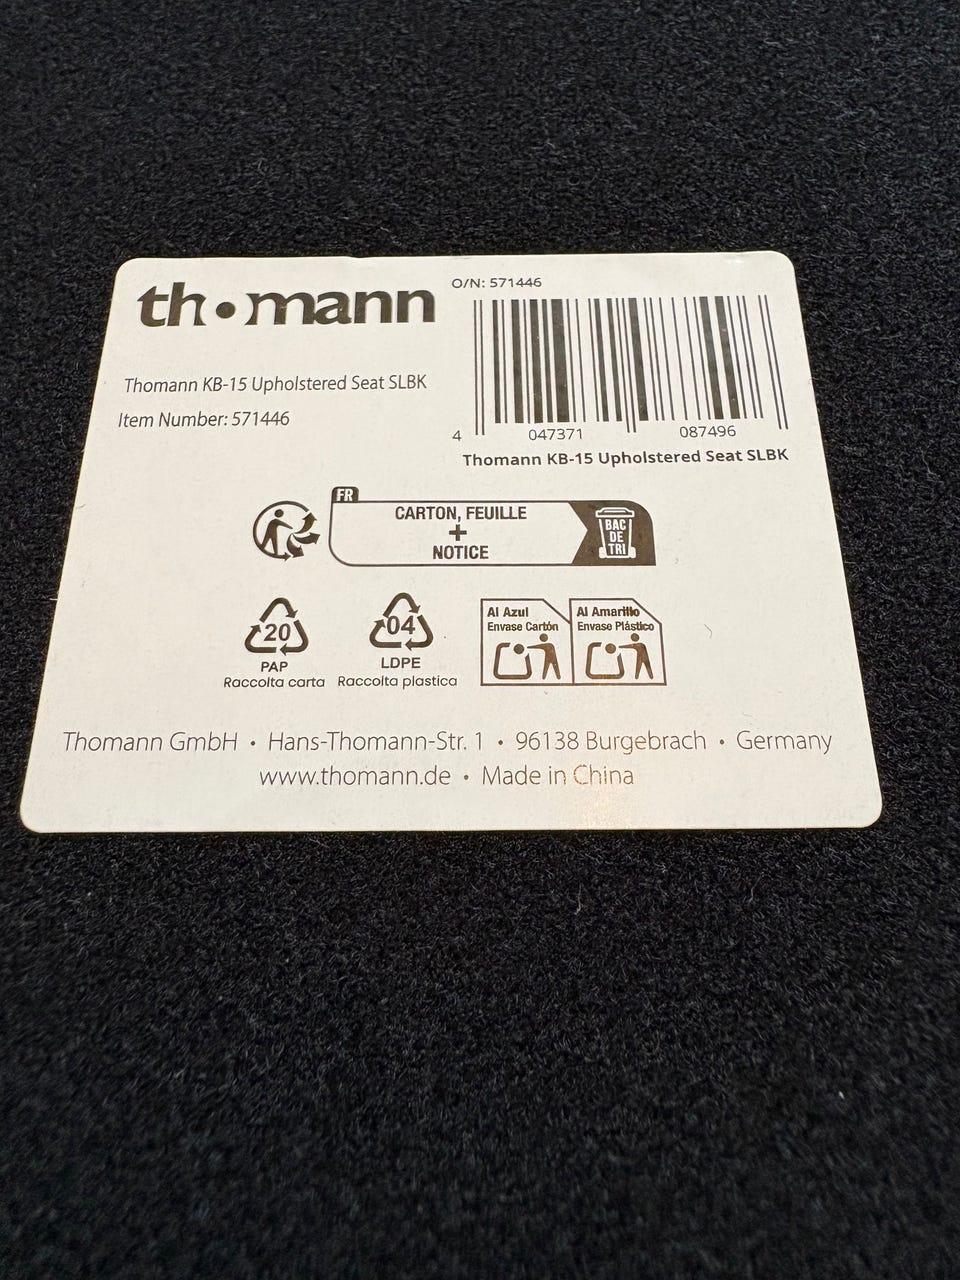 thomann
O/N: 571446
Thomann KB-15 Upholstered Seat SLBK
Item Number: 571446
4 047371 087496
Thomann KB-15 Upholstered Seat SLBK
FR
CARTON, FEUILLE
+
NOTICE
BAC
DE
TRI
20
PAP
Raccolta carta
04
LDPE
Raccolta plastica
Al Azul
Envase Cartón
Al Amarillo
Envase Plástico
Thomann GmbH • Hans-Thomann-Str. 1 • 96138 Burgebrach • Germany
www.thomann.de • Made in China